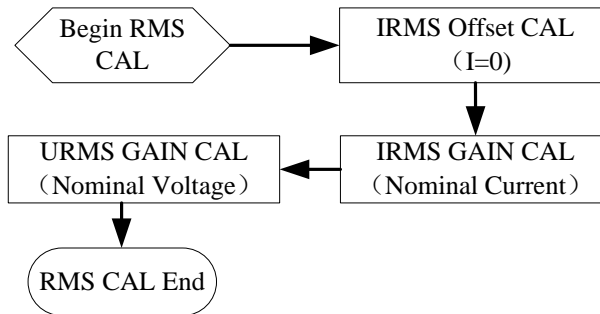 Begin RMS
CAL
IRMS Offset CAL
（I=0)
IRMS GAIN CAL
（Nominal Current）
URMS GAIN CAL
（Nominal Voltage）
RMS CAL End